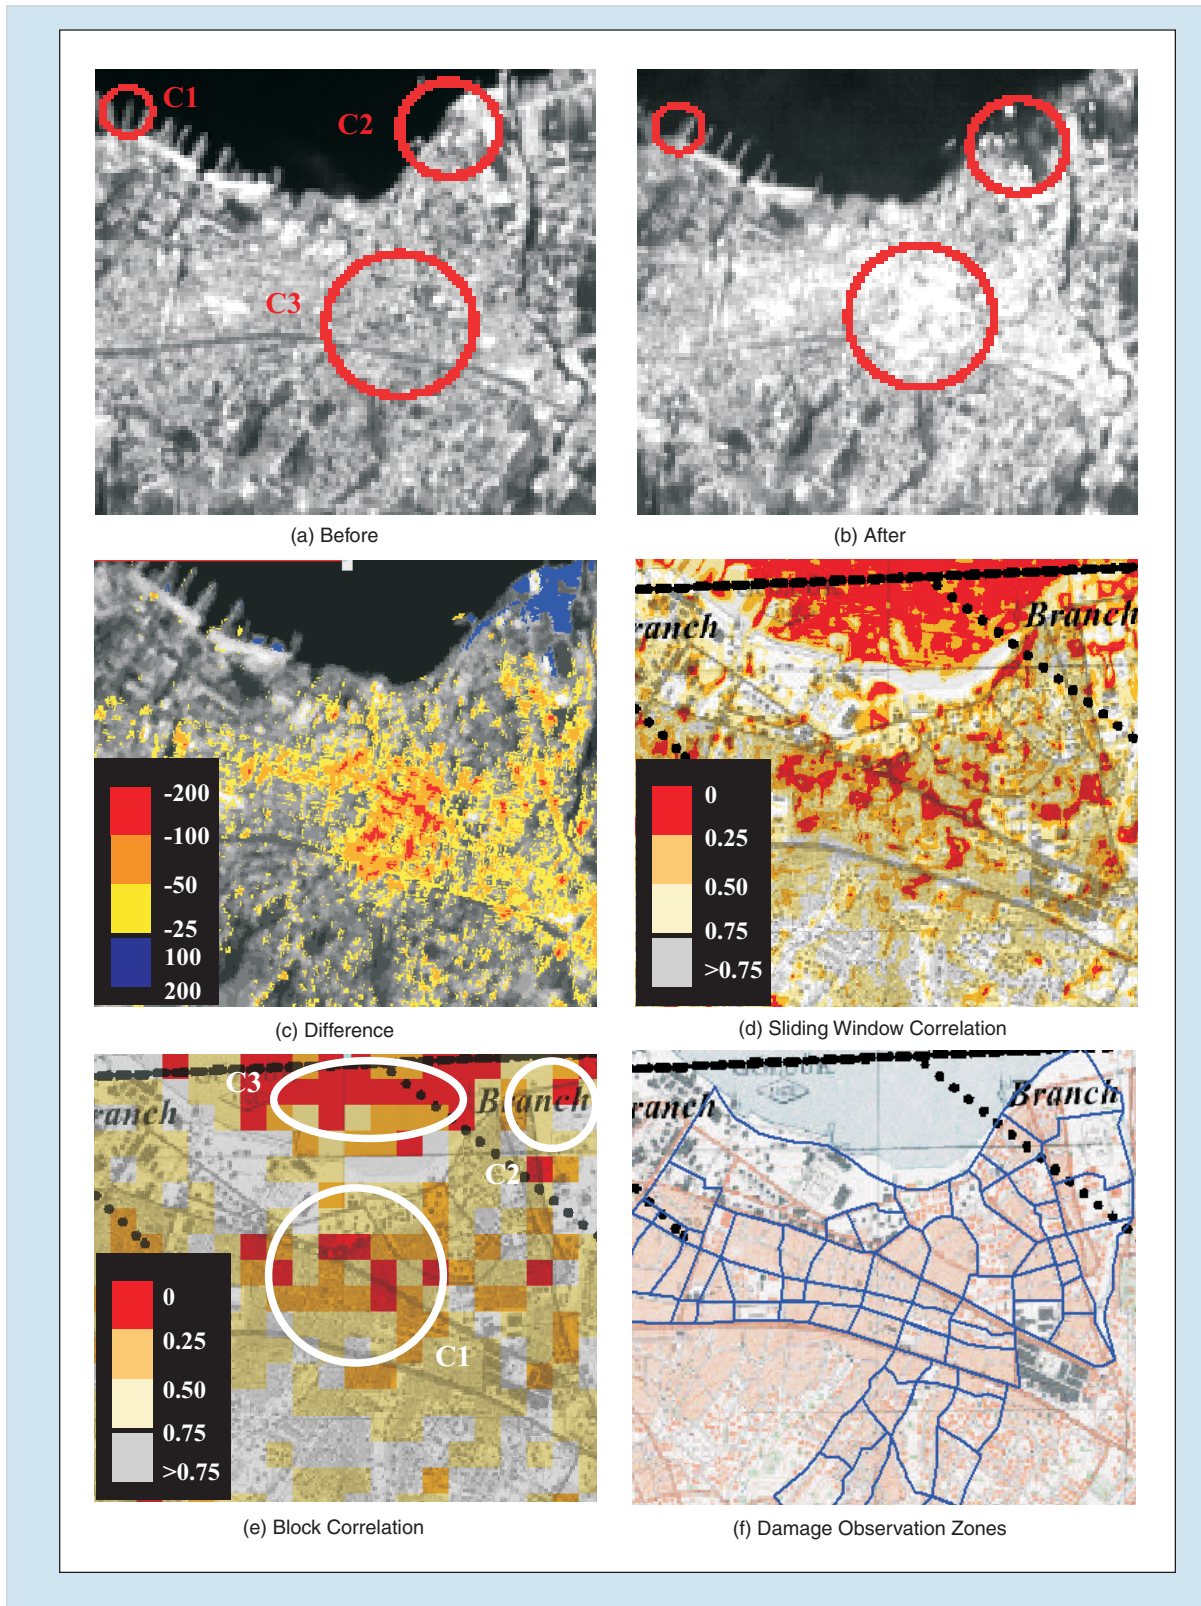 C1
C2
C3
(a) Before
(b) After
-200
-100
-50
-25
100
200
(c) Difference
ranch
Branch
0
0.25
0.50
0.75
>0.75
(d) Sliding Window Correlation
C3
ranch
Branch
C2
C1
0
0.25
0.50
0.75
>0.75
(e) Block Correlation
ranch
Branch
(f) Damage Observation Zones